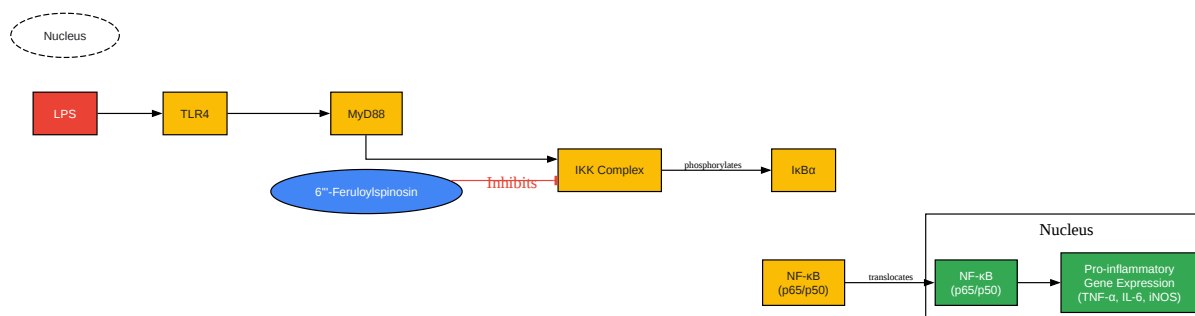 Nucleus
LPS
TLR4
MyD88
IKK Complex
phosphorylates
IκBα
6'''-Feruloylspinosin
Inhibits
Nucleus
NF-κB
(p65/p50)
translocates
NF-κB
(p65/p50)
Pro-inflammatory
Gene Expression
(TNF-α, IL-6, iNOS)